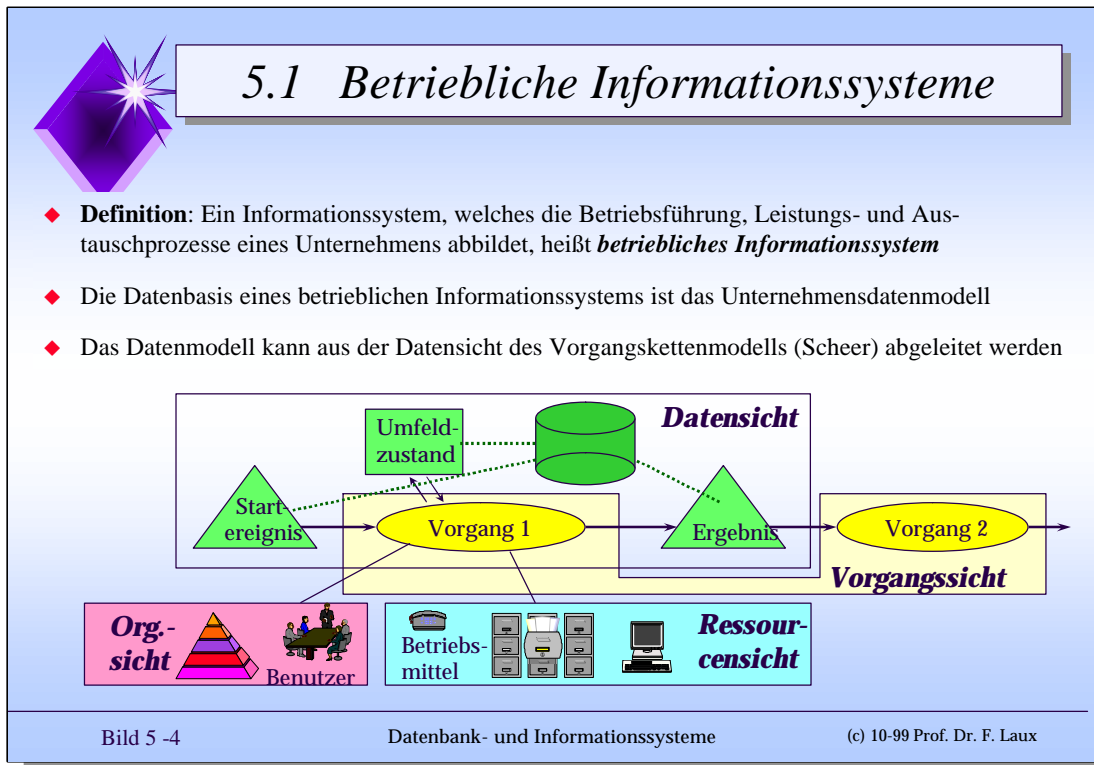 5.1 Betriebliche Informationssysteme
Definition: Ein Informationssystem, welches die Betriebsführung, Leistungs- und Aus-
tauschprozesse eines Unternehmens abbildet, heißt betriebliches Informationssystem
Die Datenbasis eines betrieblichen Informationssystems ist das Unternehmensdatenmodell
Das Datenmodell kann aus der Datensicht des Vorgangskettenmodells (Scheer) abgeleitet werden
Datensicht
Umfeld-
zustand
Start-
ereignis
Vorgang 1
Ergebnis
Vorgang 2
Vorgangssicht
Org.-
sicht
Benutzer
Betriebs-
mittel
Ressour-
censicht
Bild 5 -4
Datenbank- und Informationssysteme
(c) 10-99 Prof. Dr. F. Laux